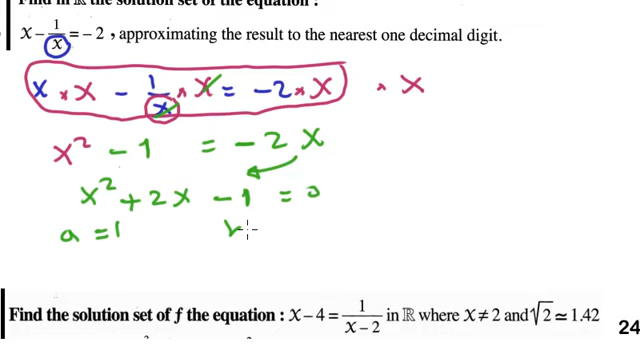 Find in ℝ the solution set of the equation :
x - 1/x = - 2 , approximating the result to the nearest one decimal digit.
x * x - 1/x * x = -2 * x * x
x² - 1 = - 2 x
x² + 2x - 1 = 0
a = 1
Find the solution set of f the equation : x - 4 = 1/(x - 2) in ℝ where x ≠ 2 and √2 ≃ 1.42
24